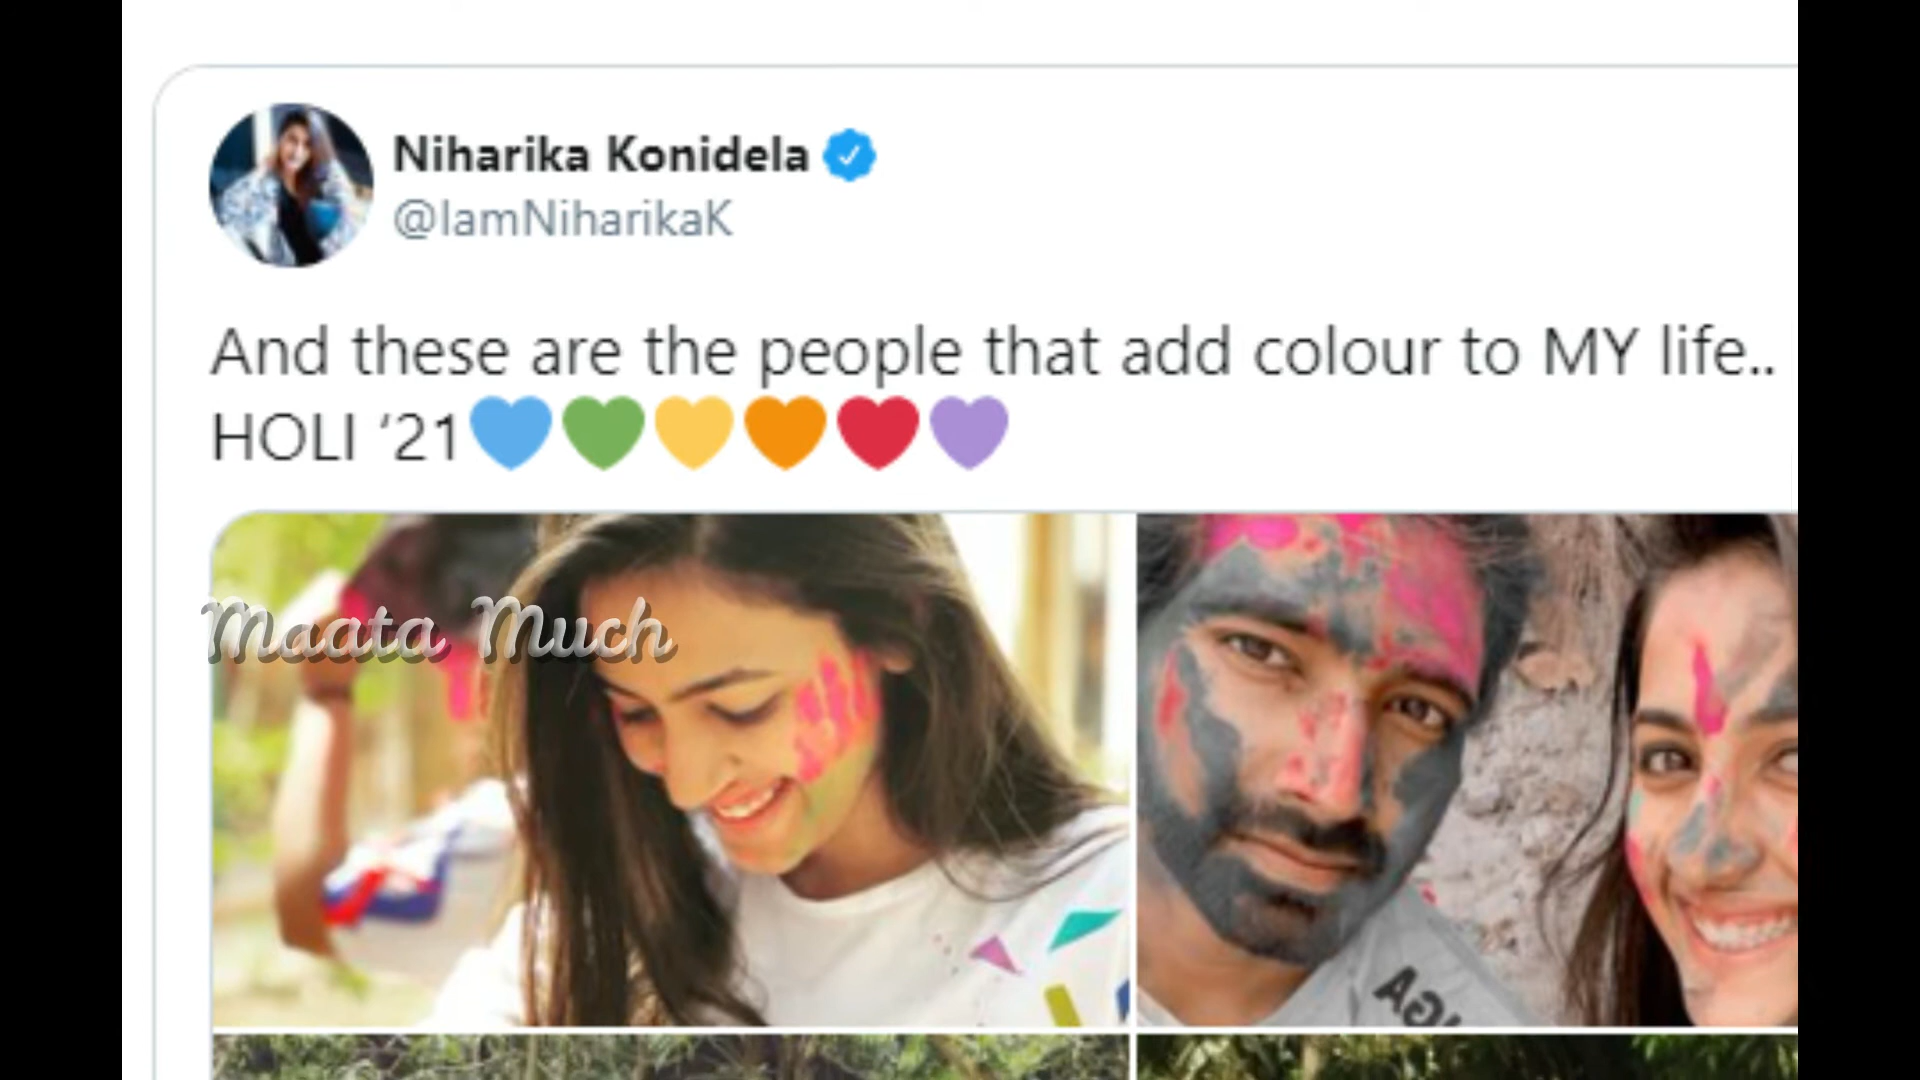 Niharika Konidela
@IamNiharikaK
And these are the people that add colour to MY life..
HOLI ’21💙💚💛🧡❤️💜
Maata Much